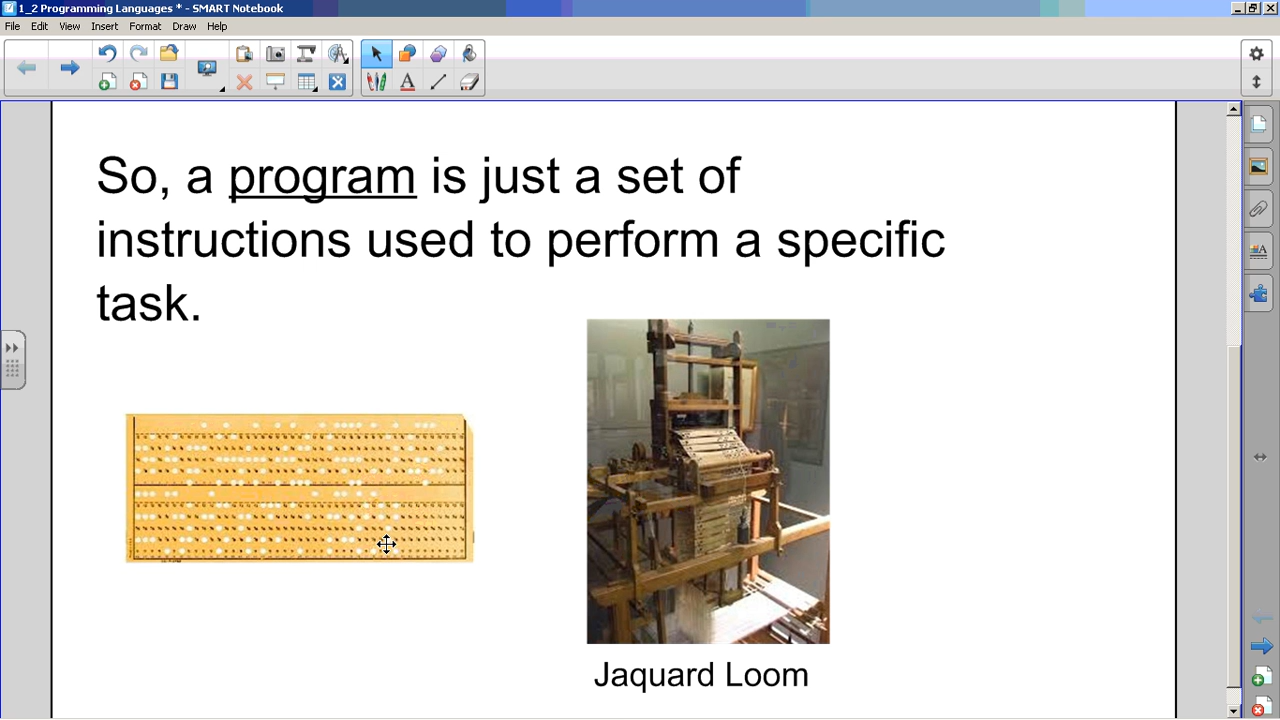 1_2 Programming Languages * - SMART Notebook
File Edit View Insert Format Draw Help
So, a program is just a set of
instructions used to perform a specific
task.
Jaquard Loom